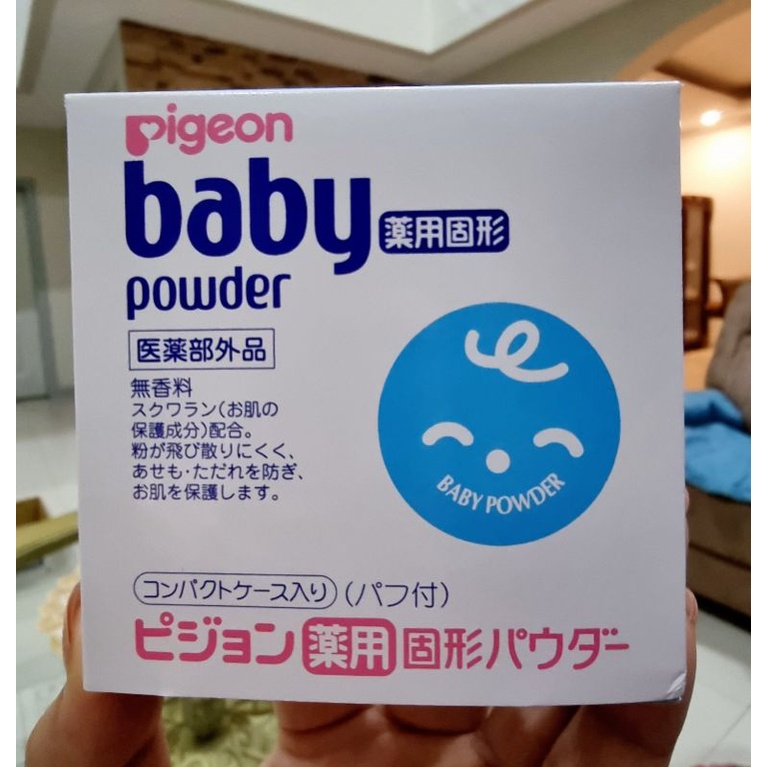 pigeon
baby 薬用固形
powder
医薬部外品
無香料
スクワラン(お肌の
保護成分)配合。
粉が飛び散りにくく、
あせも・ただれを防ぎ、
お肌を保護します。
BABY POWDER
コンパクトケース入り (パフ付)
ピジョン薬用固形パウダー